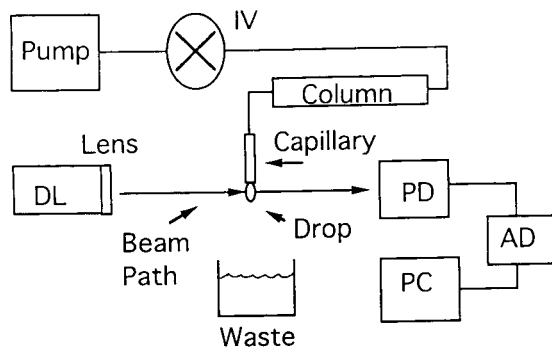 IV
Pump
Column
Lens
Capillary
DL
PD
Beam
Path
Drop
AD
PC
Waste